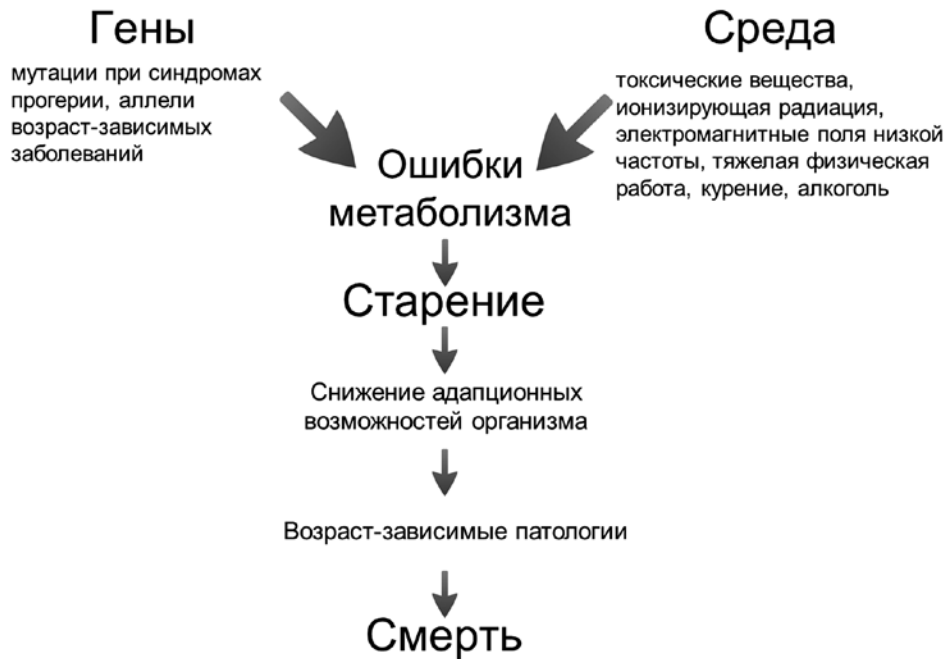 Гены
мутации при синдромах
прогерии, аллели
возраст-зависимых
заболеваний
Среда
токсические вещества,
ионизирующая радиация,
электромагнитные поля низкой
частоты, тяжелая физическая
работа, курение, алкоголь
Ошибки
метаболизма
Старение
Снижение адапционных
возможностей организма
Возраст-зависимые патологии
Смерть